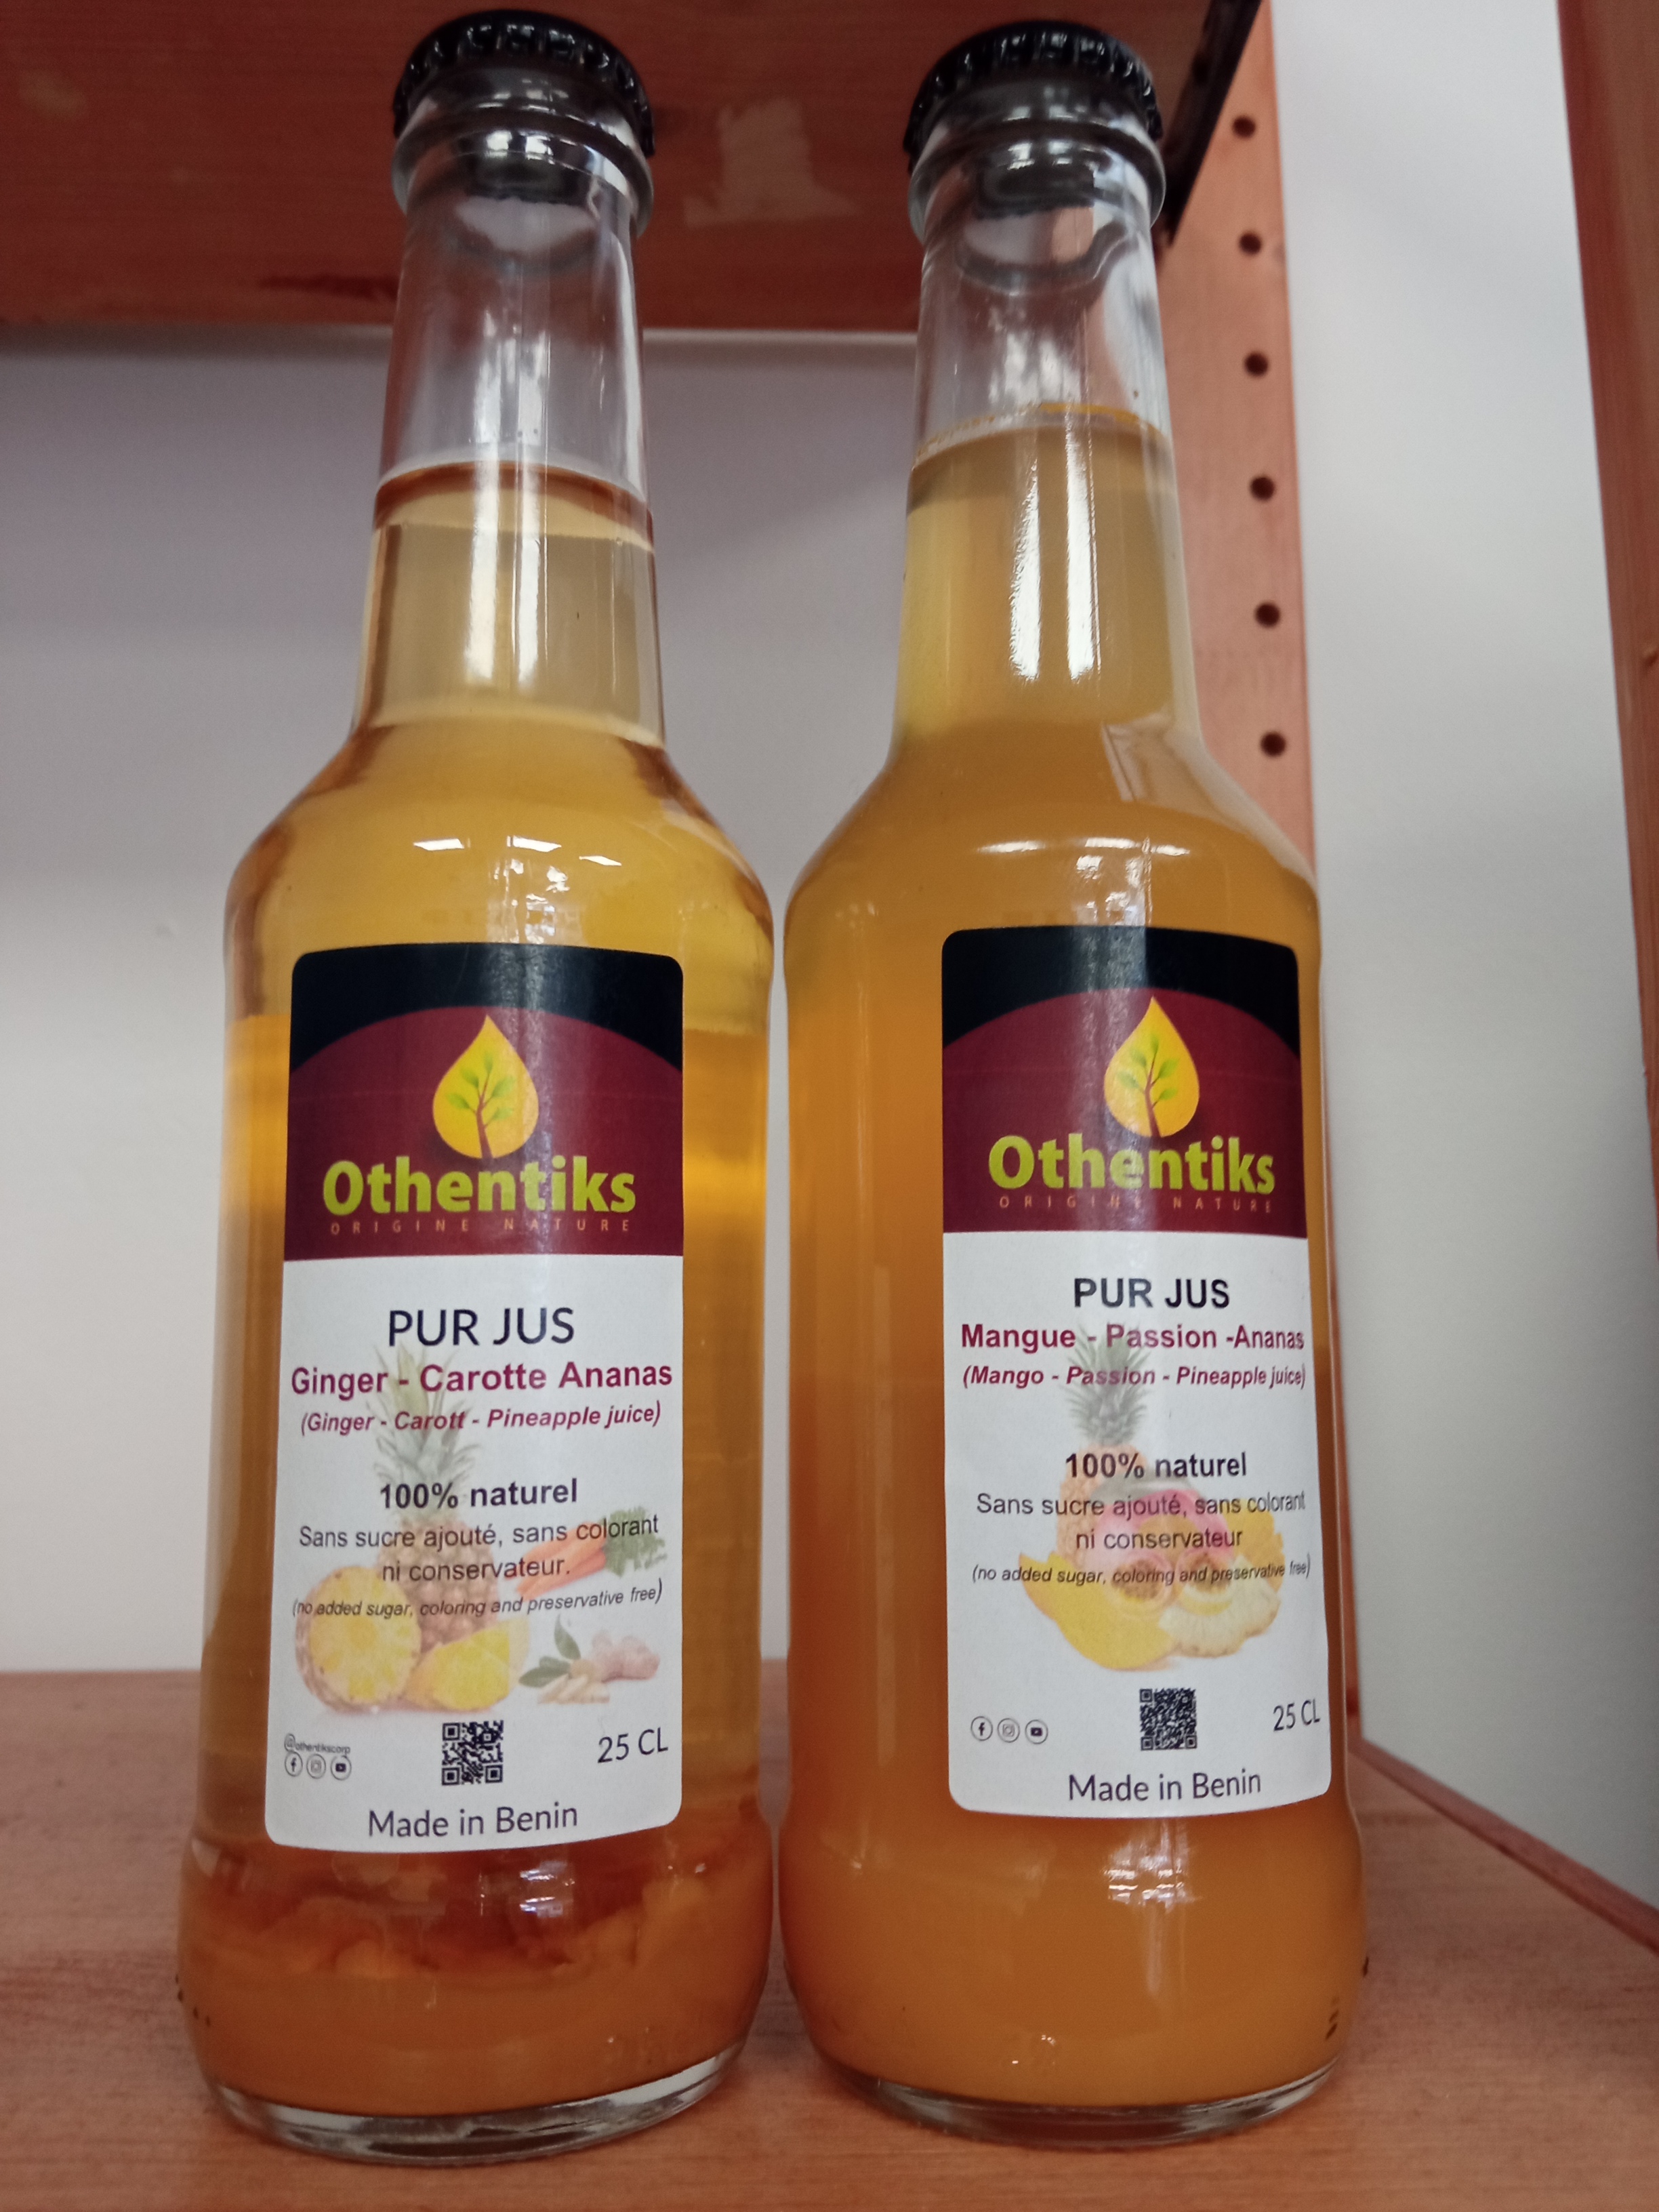 Othentiks
ORIGINE NATURE
PUR JUS
Ginger - Carotte Ananas
(Ginger - Carott - Pineapple juice)
100% naturel
Sans sucre ajouté, sans colorant
ni conservateur.
(no added sugar, coloring and preservative free)
@othentikscorp
25 CL
Made in Benin
Othentiks
ORIGINE NATURE
PUR JUS
Mangue - Passion -Ananas
(Mango - Passion - Pineapple juice)
100% naturel
Sans sucre ajouté, sans colorant
ni conservateur
(no added sugar, coloring and preservative free)
25 CL
Made in Benin